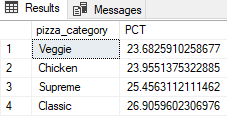 Results Messages
pizza_category PCT
1 Veggie 23.6825910258677
2 Chicken 23.9551375322885
3 Supreme 25.4563112111462
4 Classic 26.9059602306976